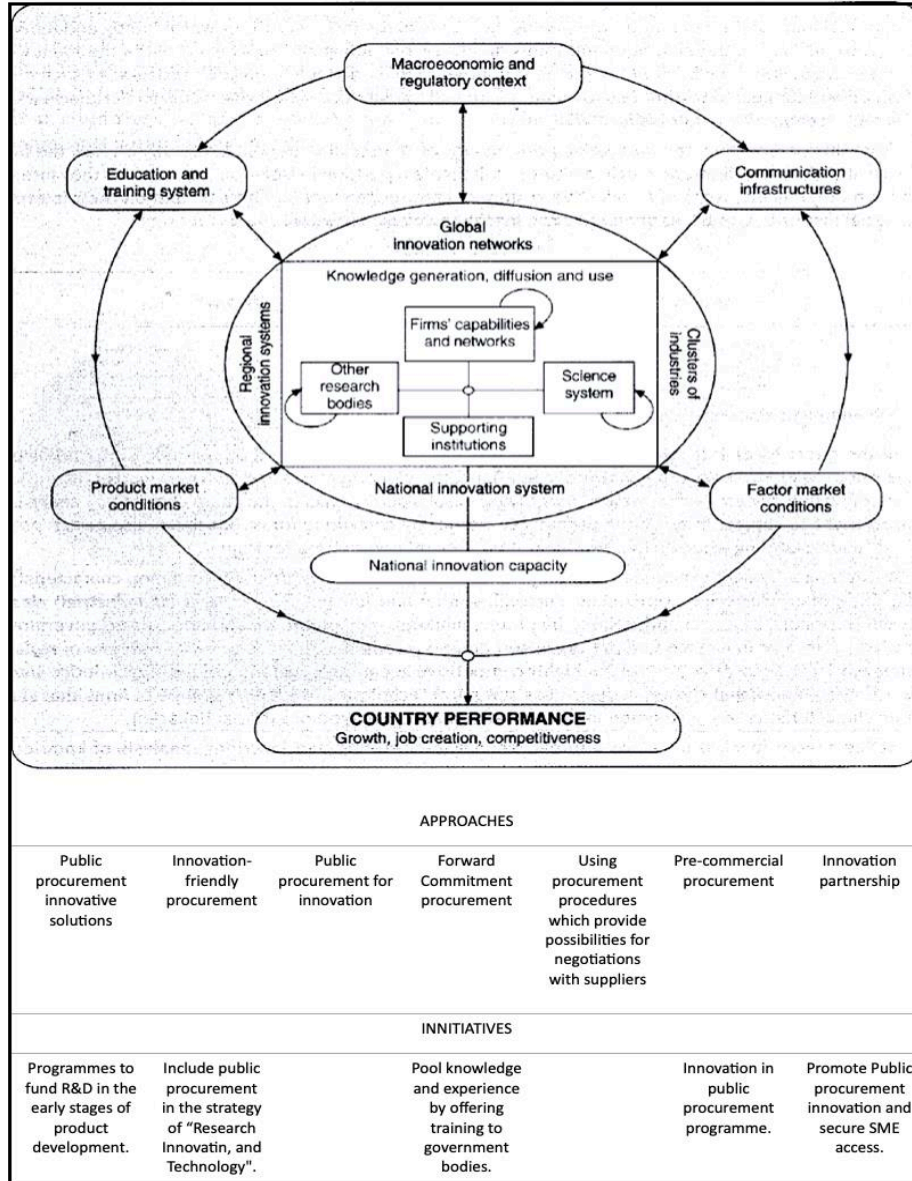 Macroeconomic and
regulatory context
Education and
training system
Communication
infrastructures
Global
innovation networks
Knowledge generation, diffusion and use
Regional
innovation systems
Firms' capabilities
and networks
Clusters of
industries
Other
research
bodies
Science
system
Supporting
institutions
Product market
conditions
National innovation system
Factor market
conditions
National innovation capacity
COUNTRY PERFORMANCE
Growth, job creation, competitiveness
APPROACHES
Public
procurement
innovative
solutions
Innovation-
friendly
procurement
Public
procurement for
innovation
Forward
Commitment
procurement
Using
procurement
procedures
which provide
possibilities for
negotiations
with suppliers
Pre-commercial
procurement
Innovation
partnership
INNITIATIVES
Programmes to
fund R&D in the
early stages of
product
development.
Include public
procurement
in the strategy
of “Research
Innovatin, and
Technology".
Pool knowledge
and experience
by offering
training to
government
bodies.
Innovation in
public
procurement
programme.
Promote Public
procurement
innovation and
secure SME
access.